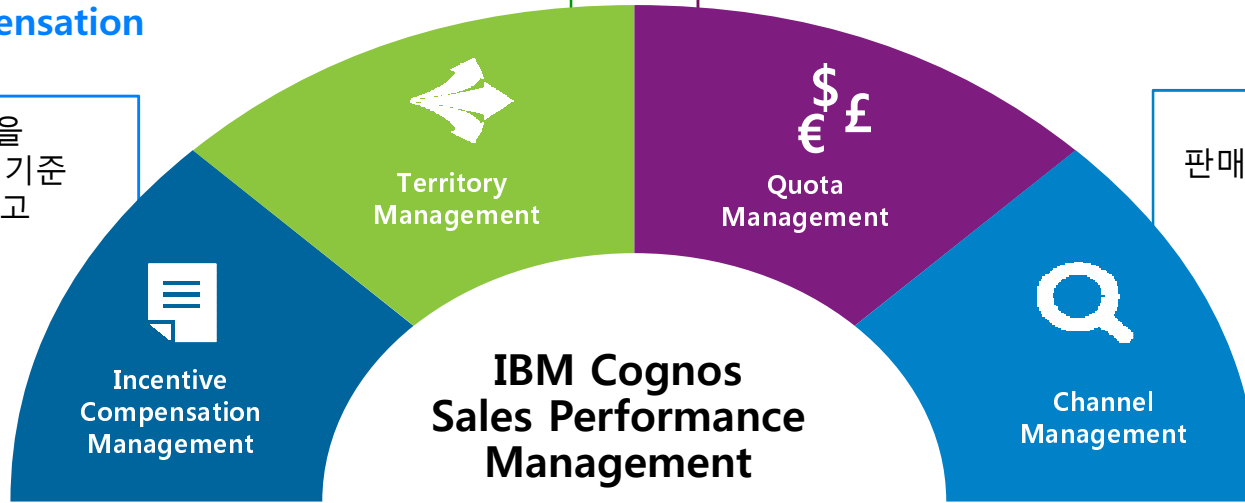 ensation
을
기준
고
Territory
Management
$
£
€
Quota
Management
판매
Incentive
Compensation
Management
IBM Cognos
Sales Performance
Management
Channel
Management